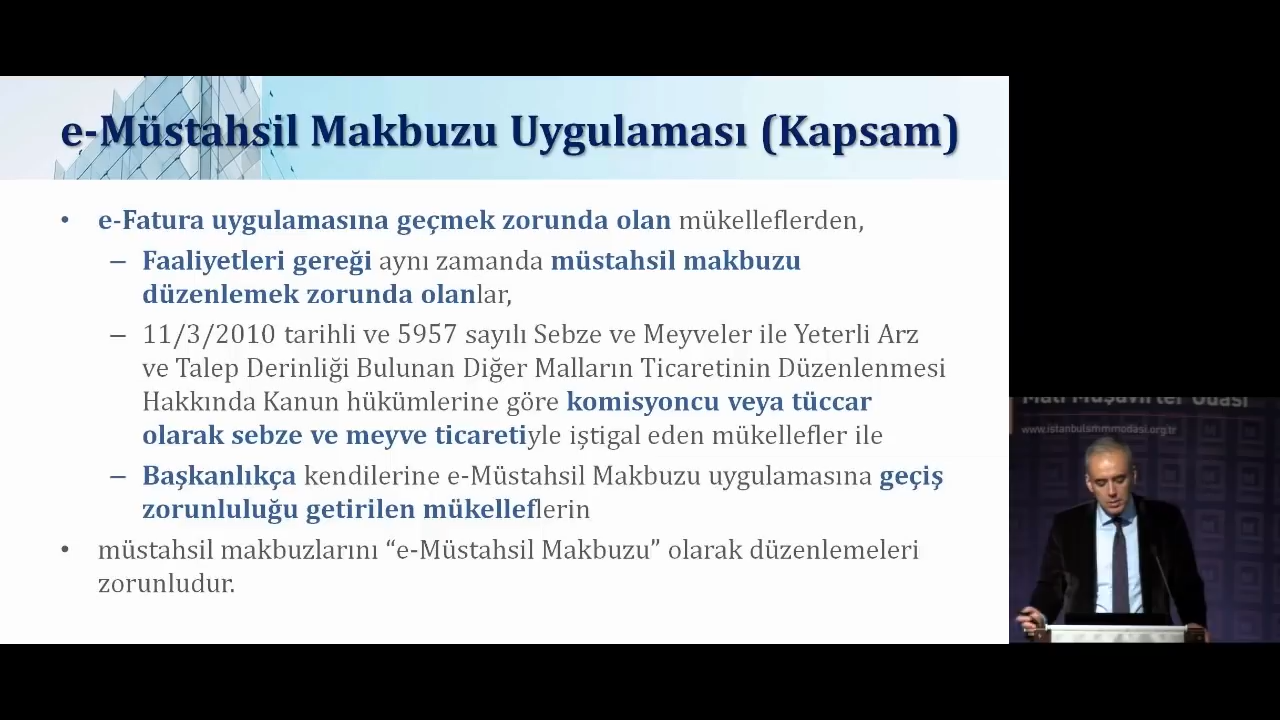 e-Müstahsil Makbuzu Uygulaması (Kapsam)
• e-Fatura uygulamasına geçmek zorunda olan mükelleflerden,
– Faaliyetleri gereği aynı zamanda müstahsil makbuzu
düzenlemek zorunda olanlar,
– 11/3/2010 tarihli ve 5957 sayılı Sebze ve Meyveler ile Yeterli Arz
ve Talep Derinliği Bulunan Diğer Malların Ticaretinin Düzenlenmesi
Hakkında Kanun hükümlerine göre komisyoncu veya tüccar
olarak sebze ve meyve ticaretiyle iştigal eden mükellefler ile
– Başkanlıkça kendilerine e-Müstahsil Makbuzu uygulamasına geçiş
zorunluluğu getirilen mükelleflerin
• müstahsil makbuzlarını “e-Müstahsil Makbuzu” olarak düzenlemeleri
zorunludur.
Mali Müşavirler Odası
www.istanbulsmmmodasi.org.tr